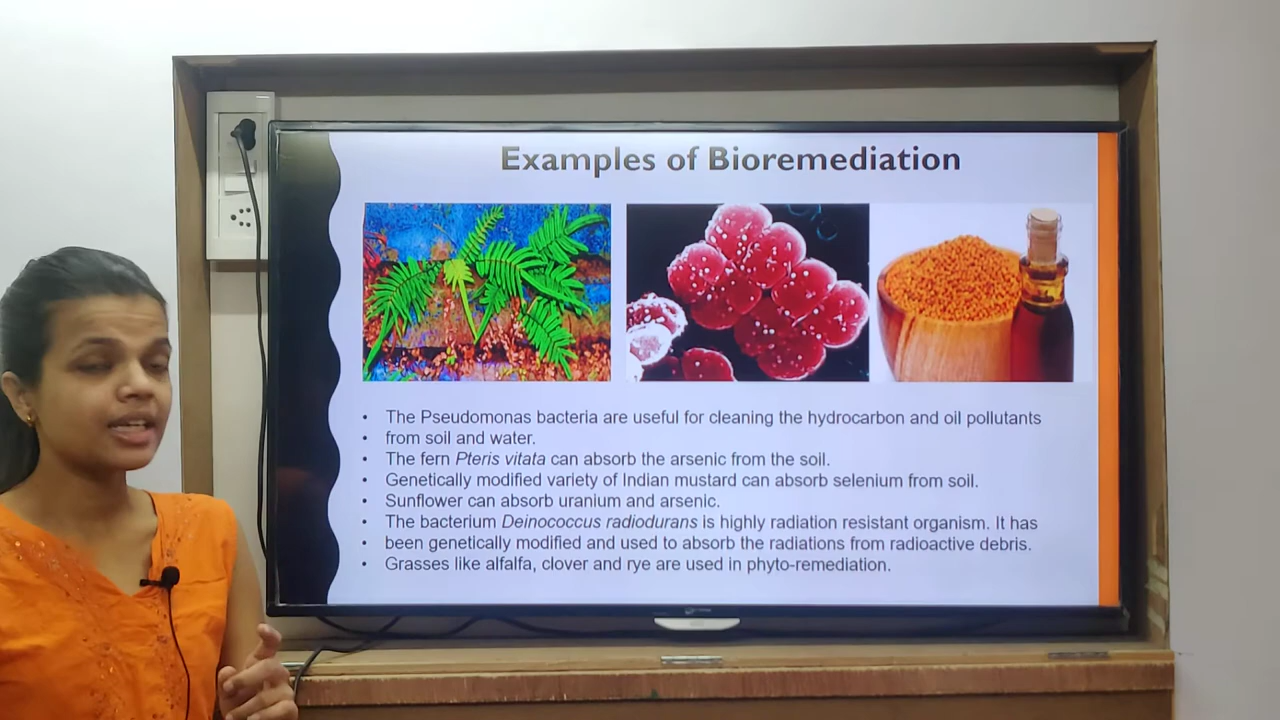 Examples of Bioremediation
• The Pseudomonas bacteria are useful for cleaning the hydrocarbon and oil pollutants
• from soil and water.
• The fern Pteris vitata can absorb the arsenic from the soil.
• Genetically modified variety of Indian mustard can absorb selenium from soil.
• Sunflower can absorb uranium and arsenic.
• The bacterium Deinococcus radiodurans is highly radiation resistant organism. It has
• been genetically modified and used to absorb the radiations from radioactive debris.
• Grasses like alfalfa, clover and rye are used in phyto-remediation.